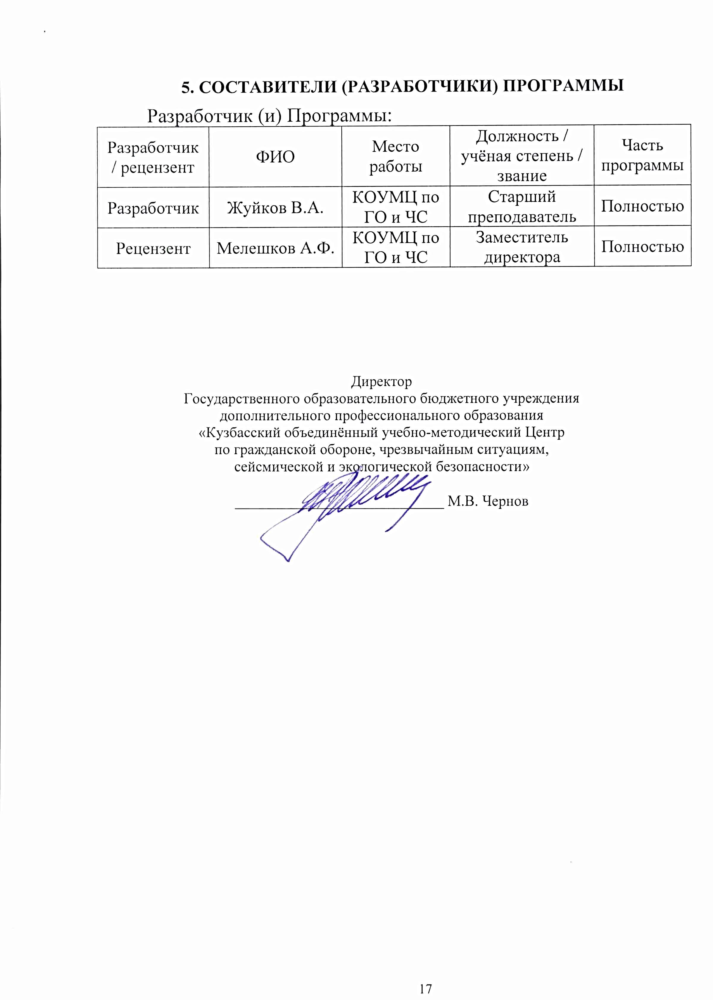 5. СОСТАВИТЕЛИ (РАЗРАБОТЧИКИ) ПРОГРАММЫ
Разработчик (и) Программы:
Разработчик / рецензент | ФИО | Место работы | Должность / учёная степень / звание | Часть программы
Разработчик | Жуйков В.А. | КОУМЦ по ГО и ЧС | Старший преподаватель | Полностью
Рецензент | Мелешков А.Ф. | КОУМЦ по ГО и ЧС | Заместитель директора | Полностью
Директор
Государственного образовательного бюджетного учреждения
дополнительного профессионального образования
«Кузбасский объединённый учебно-методический Центр
по гражданской обороне, чрезвычайным ситуациям,
сейсмической и экологической безопасности»
М.В. Чернов
17